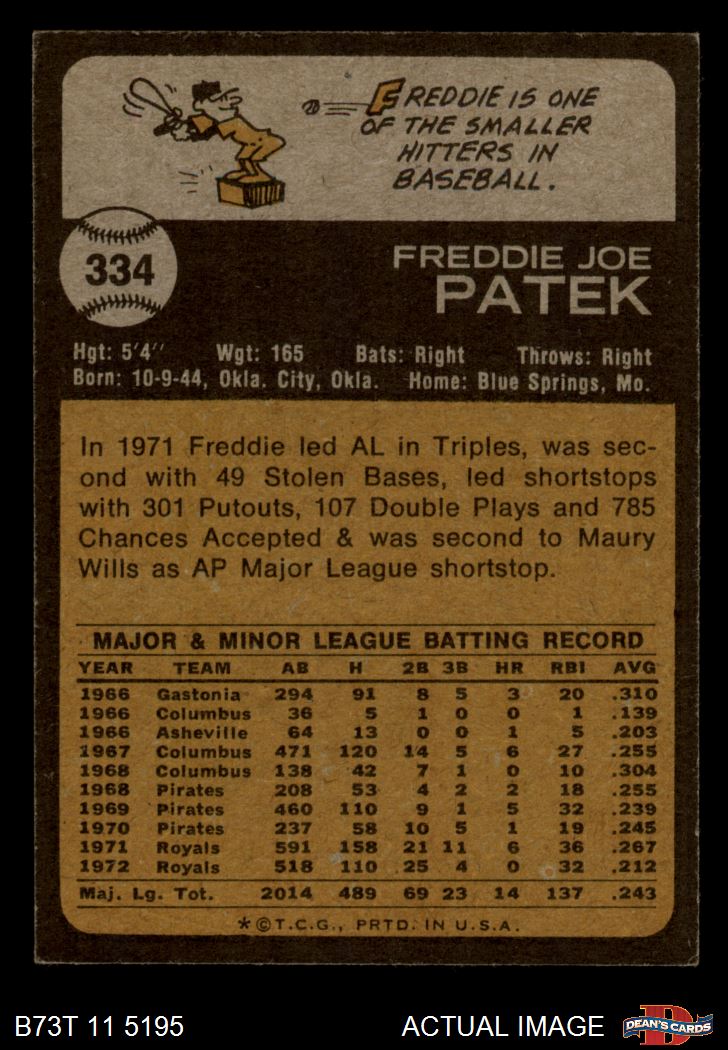 FREDDIE IS ONE
OF THE SMALLER
HITTERS IN
BASEBALL.
334
FREDDIE JOE
PATEK
Hgt: 5'4" Wgt: 165 Bats: Right Throws: Right
Born: 10-9-44, Okla. City, Okla. Home: Blue Springs, Mo.
In 1971 Freddie led AL in Triples, was sec-
ond with 49 Stolen Bases, led shortstops
with 301 Putouts, 107 Double Plays and 785
Chances Accepted & was second to Maury
Wills as AP Major League shortstop.
MAJOR & MINOR LEAGUE BATTING RECORD
YEAR TEAM AB H 2B 3B HR RBI AVG
1966 Gastonia 294 91 8 5 3 20 .310
1966 Columbus 36 5 1 0 0 1 .139
1966 Asheville 64 13 0 0 1 5 .203
1967 Columbus 471 120 14 5 6 27 .255
1968 Columbus 138 42 7 1 0 10 .304
1968 Pirates 208 53 4 2 2 18 .255
1969 Pirates 460 110 9 1 5 32 .239
1970 Pirates 237 58 10 5 1 19 .245
1971 Royals 591 158 21 11 6 36 .267
1972 Royals 518 110 25 4 0 32 .212
Maj. Lg. Tot. 2014 489 69 23 14 137 .243
*©T.C.G., PRTD. IN U.S.A.
B73T 11 5195 ACTUAL IMAGE D DEAN'S CARDS